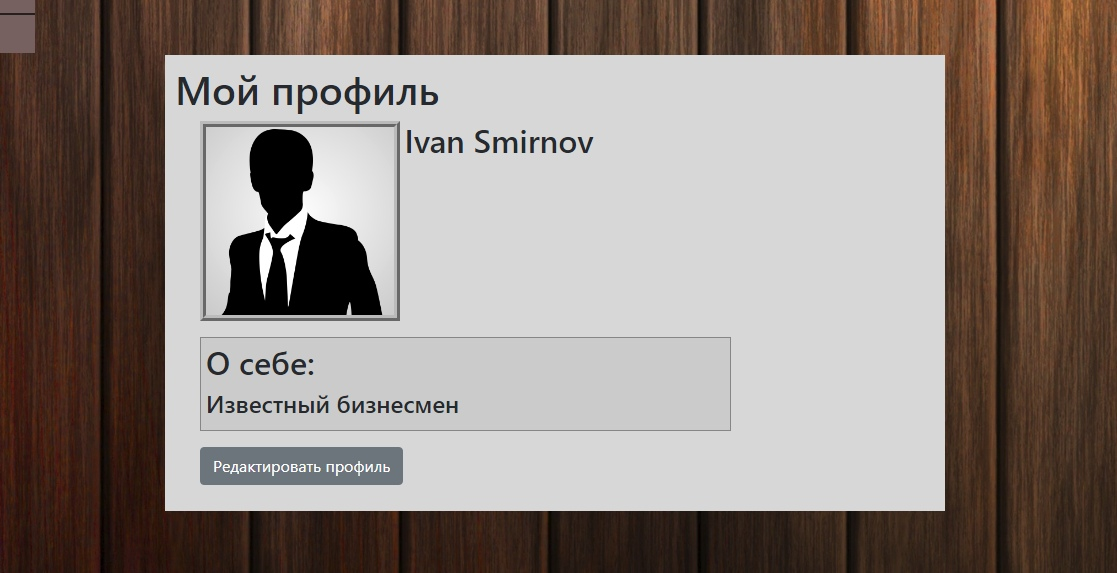 Мой профиль
Ivan Smirnov
О себе:
Известный бизнесмен
Редактировать профиль